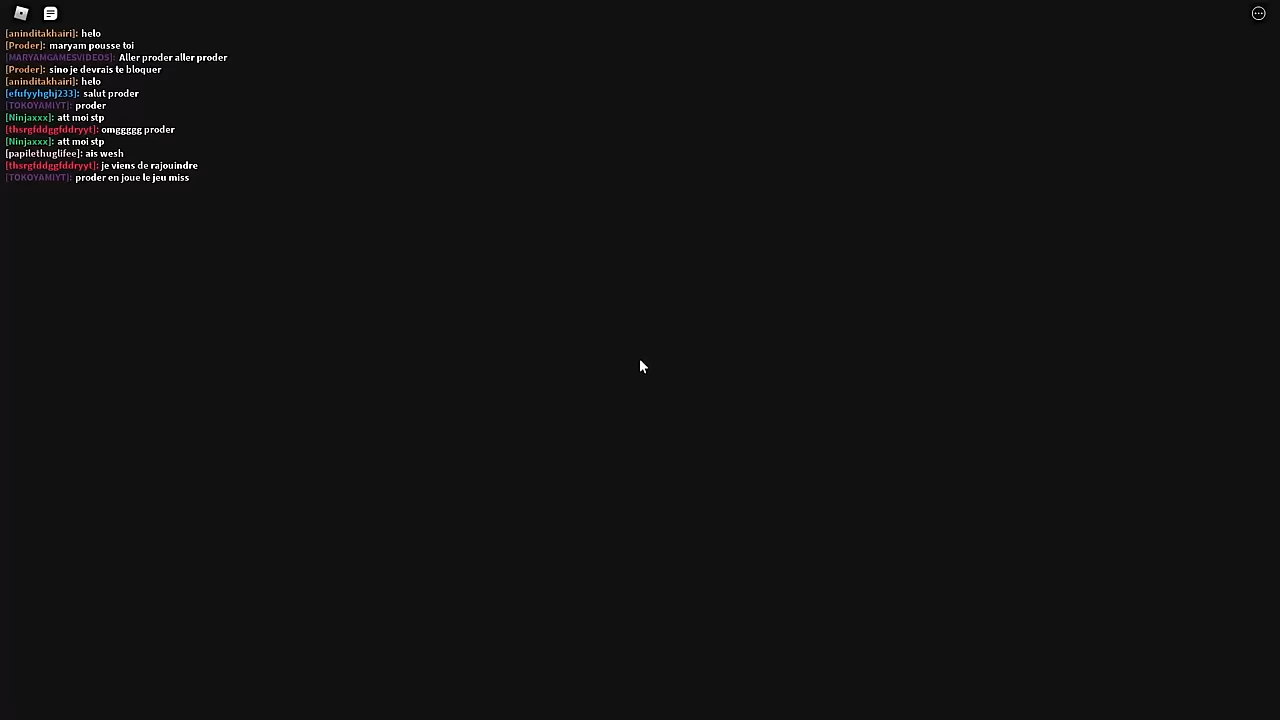 [aninditakhairi]: helo
[Proder]: maryam pousse toi
[MARYAMGAMESVIDEOS]: Aller proder aller proder
[Proder]: sino je devrais te bloquer
[aninditakhairi]: helo
[efufyyhghj233]: salut proder
[TOKOYAMIYT]: proder
[Ninjaxxx]: att moi stp
[thsrgfddggfddryyt]: omggggg proder
[Ninjaxxx]: att moi stp
[papilethuglifee]: ais wesh
[thsrgfddggfddryyt]: je viens de rajouindre
[TOKOYAMIYT]: proder en joue le jeu miss